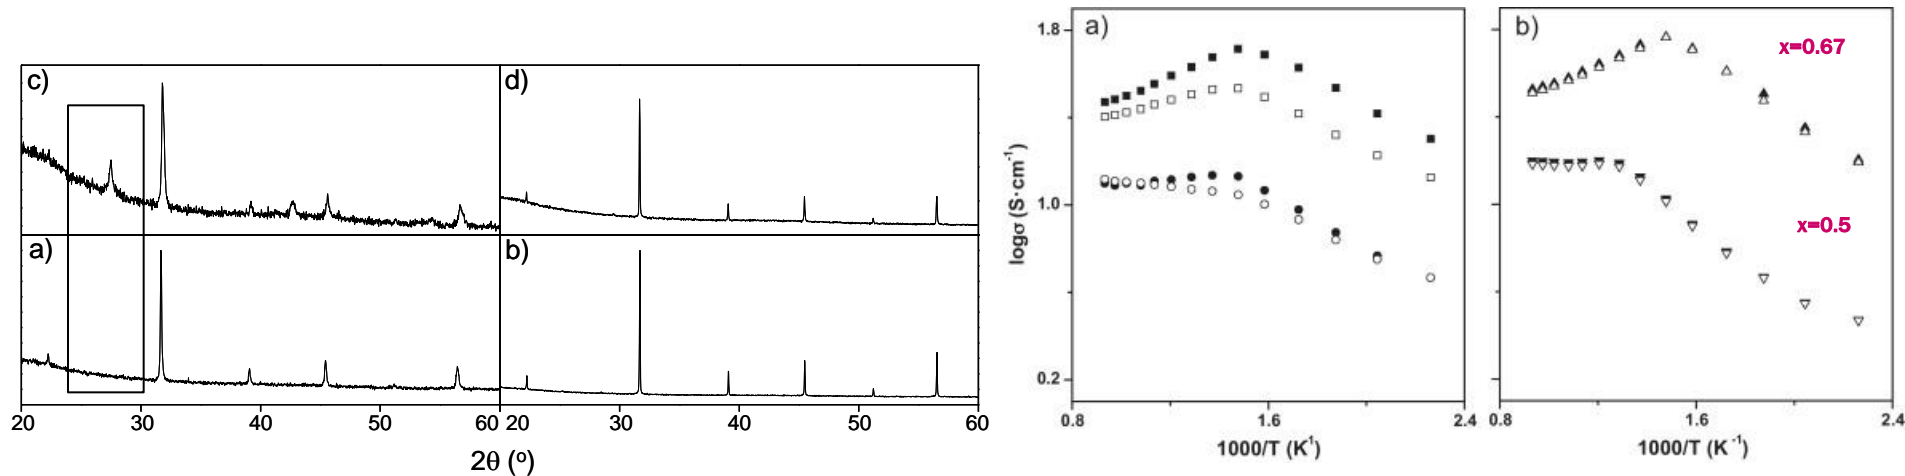 c)
d)
a)
b)
20 30 40 50 60
20 30 40 50 60
2θ (º)
a)
1.8
1.0
0.2
logσ (S·cm⁻¹)
0.8 1.6 2.4
1000/T (K¹)
b)
x=0.67
x=0.5
0.8 1.6 2.4
1000/T (K⁻¹)